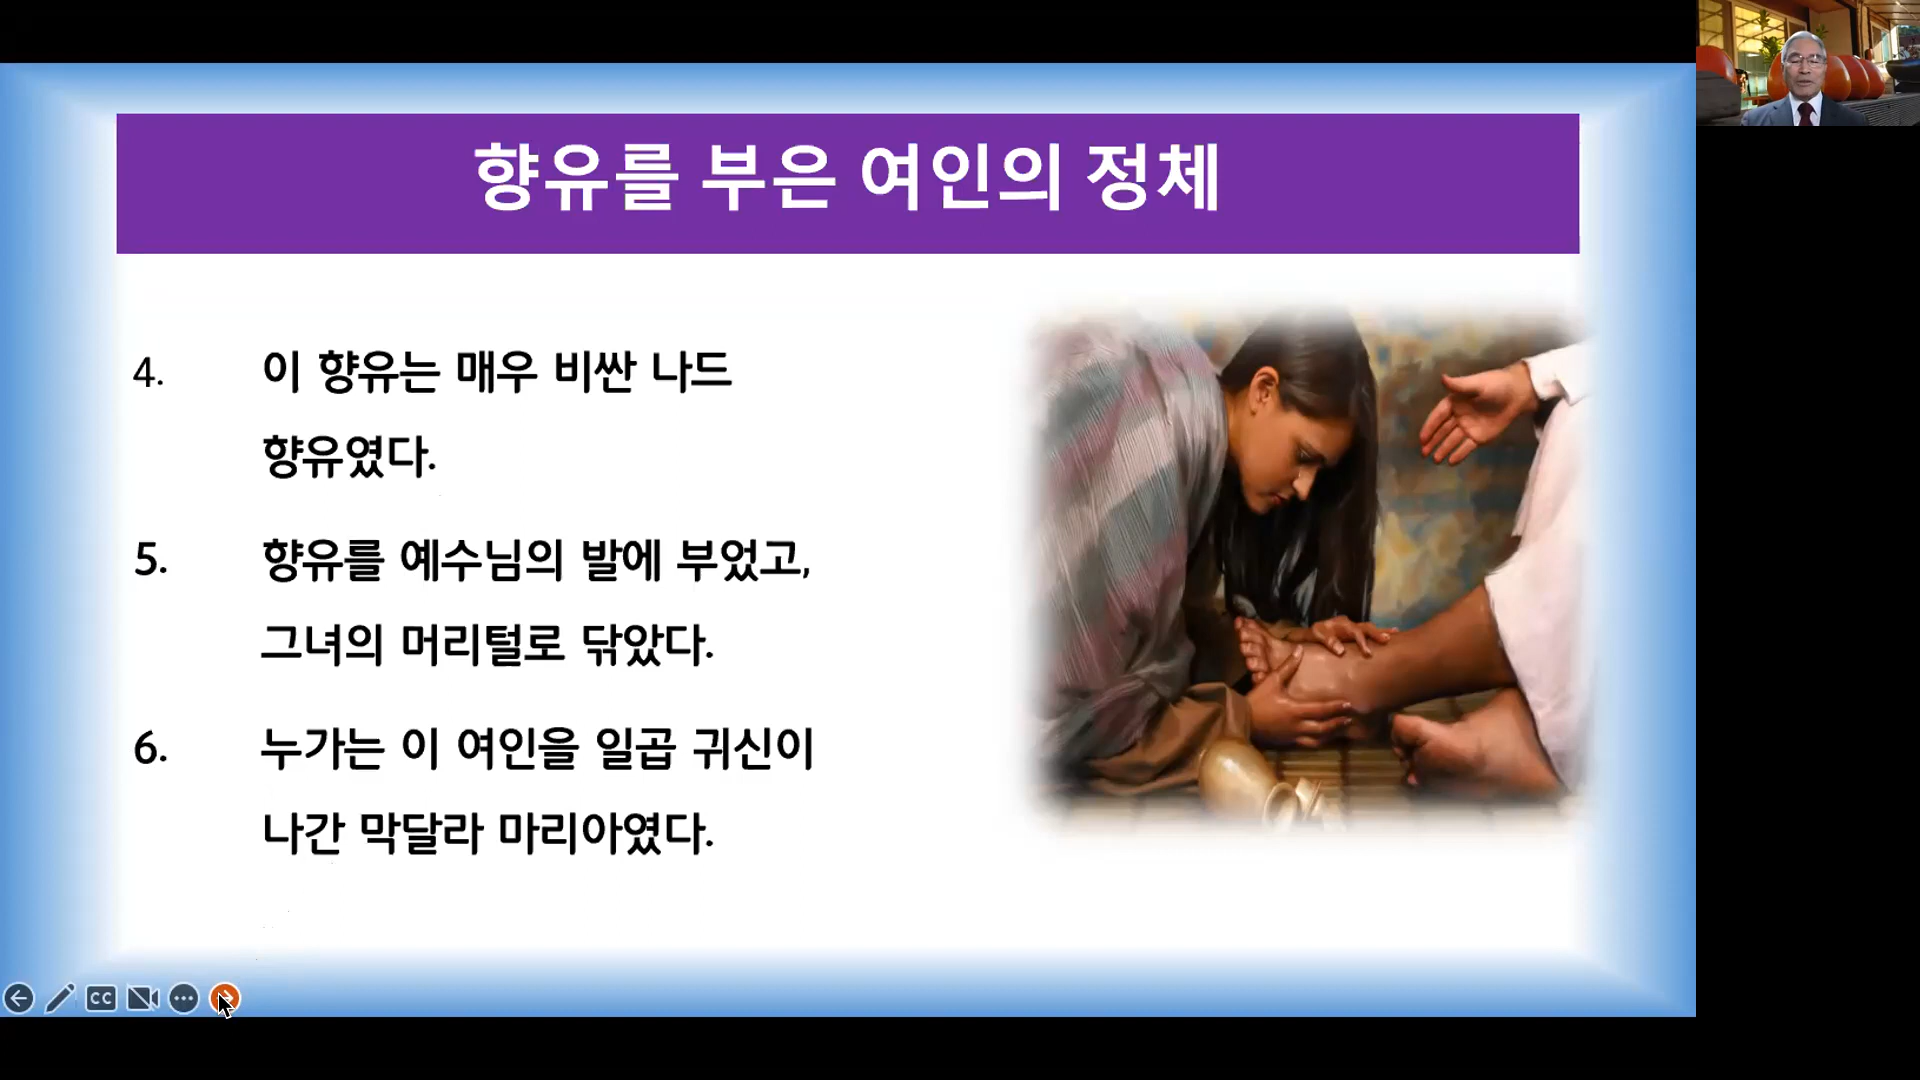 향유를 부은 여인의 정체
4. 이 향유는 매우 비싼 나드
향유였다.
5. 향유를 예수님의 발에 부었고,
그녀의 머리털로 닦았다.
6. 누가는 이 여인을 일곱 귀신이
나간 막달라 마리아였다.
CC